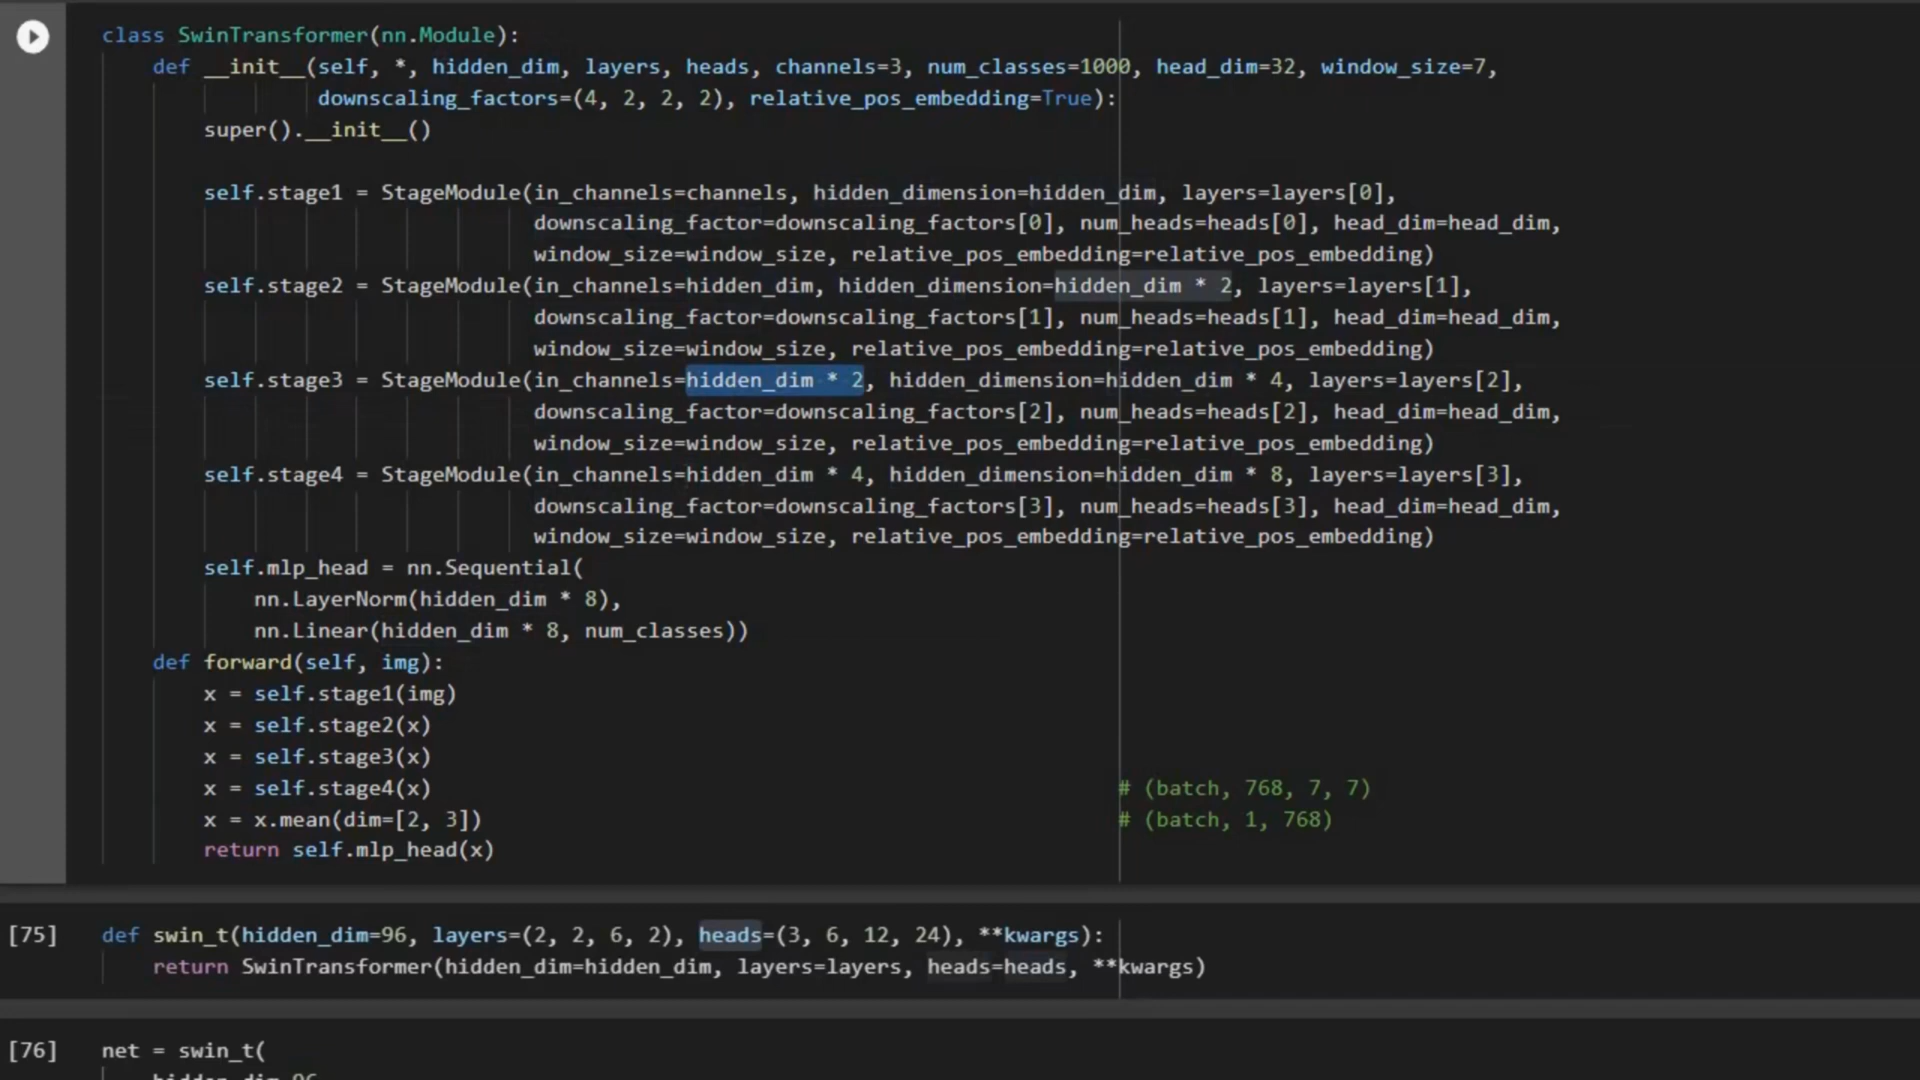 class SwinTransformer(nn.Module):
def __init__(self, *, hidden_dim, layers, heads, channels=3, num_classes=1000, head_dim=32, window_size=7,
downscaling_factors=(4, 2, 2, 2), relative_pos_embedding=True):
super().__init__()
self.stage1 = StageModule(in_channels=channels, hidden_dimension=hidden_dim, layers=layers[0],
downscaling_factor=downscaling_factors[0], num_heads=heads[0], head_dim=head_dim,
window_size=window_size, relative_pos_embedding=relative_pos_embedding)
self.stage2 = StageModule(in_channels=hidden_dim, hidden_dimension=hidden_dim * 2, layers=layers[1],
downscaling_factor=downscaling_factors[1], num_heads=heads[1], head_dim=head_dim,
window_size=window_size, relative_pos_embedding=relative_pos_embedding)
self.stage3 = StageModule(in_channels=hidden_dim * 2, hidden_dimension=hidden_dim * 4, layers=layers[2],
downscaling_factor=downscaling_factors[2], num_heads=heads[2], head_dim=head_dim,
window_size=window_size, relative_pos_embedding=relative_pos_embedding)
self.stage4 = StageModule(in_channels=hidden_dim * 4, hidden_dimension=hidden_dim * 8, layers=layers[3],
downscaling_factor=downscaling_factors[3], num_heads=heads[3], head_dim=head_dim,
window_size=window_size, relative_pos_embedding=relative_pos_embedding)
self.mlp_head = nn.Sequential(
nn.LayerNorm(hidden_dim * 8),
nn.Linear(hidden_dim * 8, num_classes))
def forward(self, img):
x = self.stage1(img)
x = self.stage2(x)
x = self.stage3(x)
x = self.stage4(x) # (batch, 768, 7, 7)
x = x.mean(dim=[2, 3]) # (batch, 1, 768)
return self.mlp_head(x)
[75] def swin_t(hidden_dim=96, layers=(2, 2, 6, 2), heads=(3, 6, 12, 24), **kwargs):
return SwinTransformer(hidden_dim=hidden_dim, layers=layers, heads=heads, **kwargs)
[76] net = swin_t(
hidden_dim=96